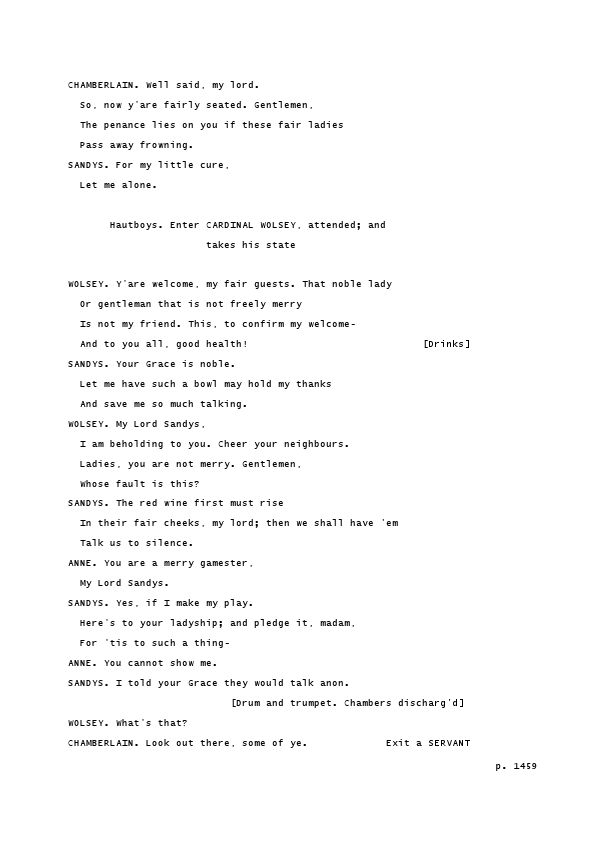 CHAMBERLAIN. Well said, my lord.
So, now y'are fairly seated. Gentlemen,
The penance lies on you if these fair ladies
Pass away frowning.
SANDYS. For my little cure,
Let me alone.
Hautboys. Enter CARDINAL WOLSEY, attended; and
takes his state
WOLSEY. Y'are welcome, my fair guests. That noble lady
Or gentleman that is not freely merry
Is not my friend. This, to confirm my welcome-
And to you all, good health! [Drinks]
SANDYS. Your Grace is noble.
Let me have such a bowl may hold my thanks
And save me so much talking.
WOLSEY. My Lord Sandys,
I am beholding to you. Cheer your neighbours.
Ladies, you are not merry. Gentlemen,
Whose fault is this?
SANDYS. The red wine first must rise
In their fair cheeks, my lord; then we shall have 'em
Talk us to silence.
ANNE. You are a merry gamester,
My Lord Sandys.
SANDYS. Yes, if I make my play.
Here's to your ladyship; and pledge it, madam,
For 'tis to such a thing-
ANNE. You cannot show me.
SANDYS. I told your Grace they would talk anon.
[Drum and trumpet. Chambers discharg'd]
WOLSEY. What's that?
CHAMBERLAIN. Look out there, some of ye. Exit a SERVANT
p. 1459